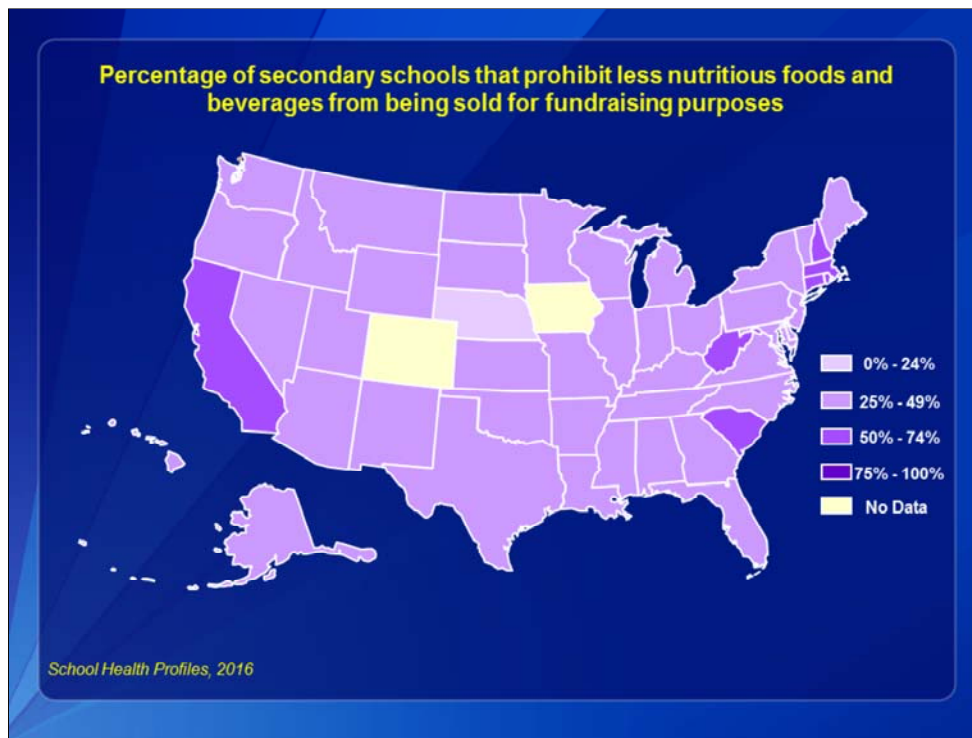 Percentage of secondary schools that prohibit less nutritious foods and
beverages from being sold for fundraising purposes
0% - 24%
25% - 49%
50% - 74%
75% - 100%
No Data
School Health Profiles, 2016